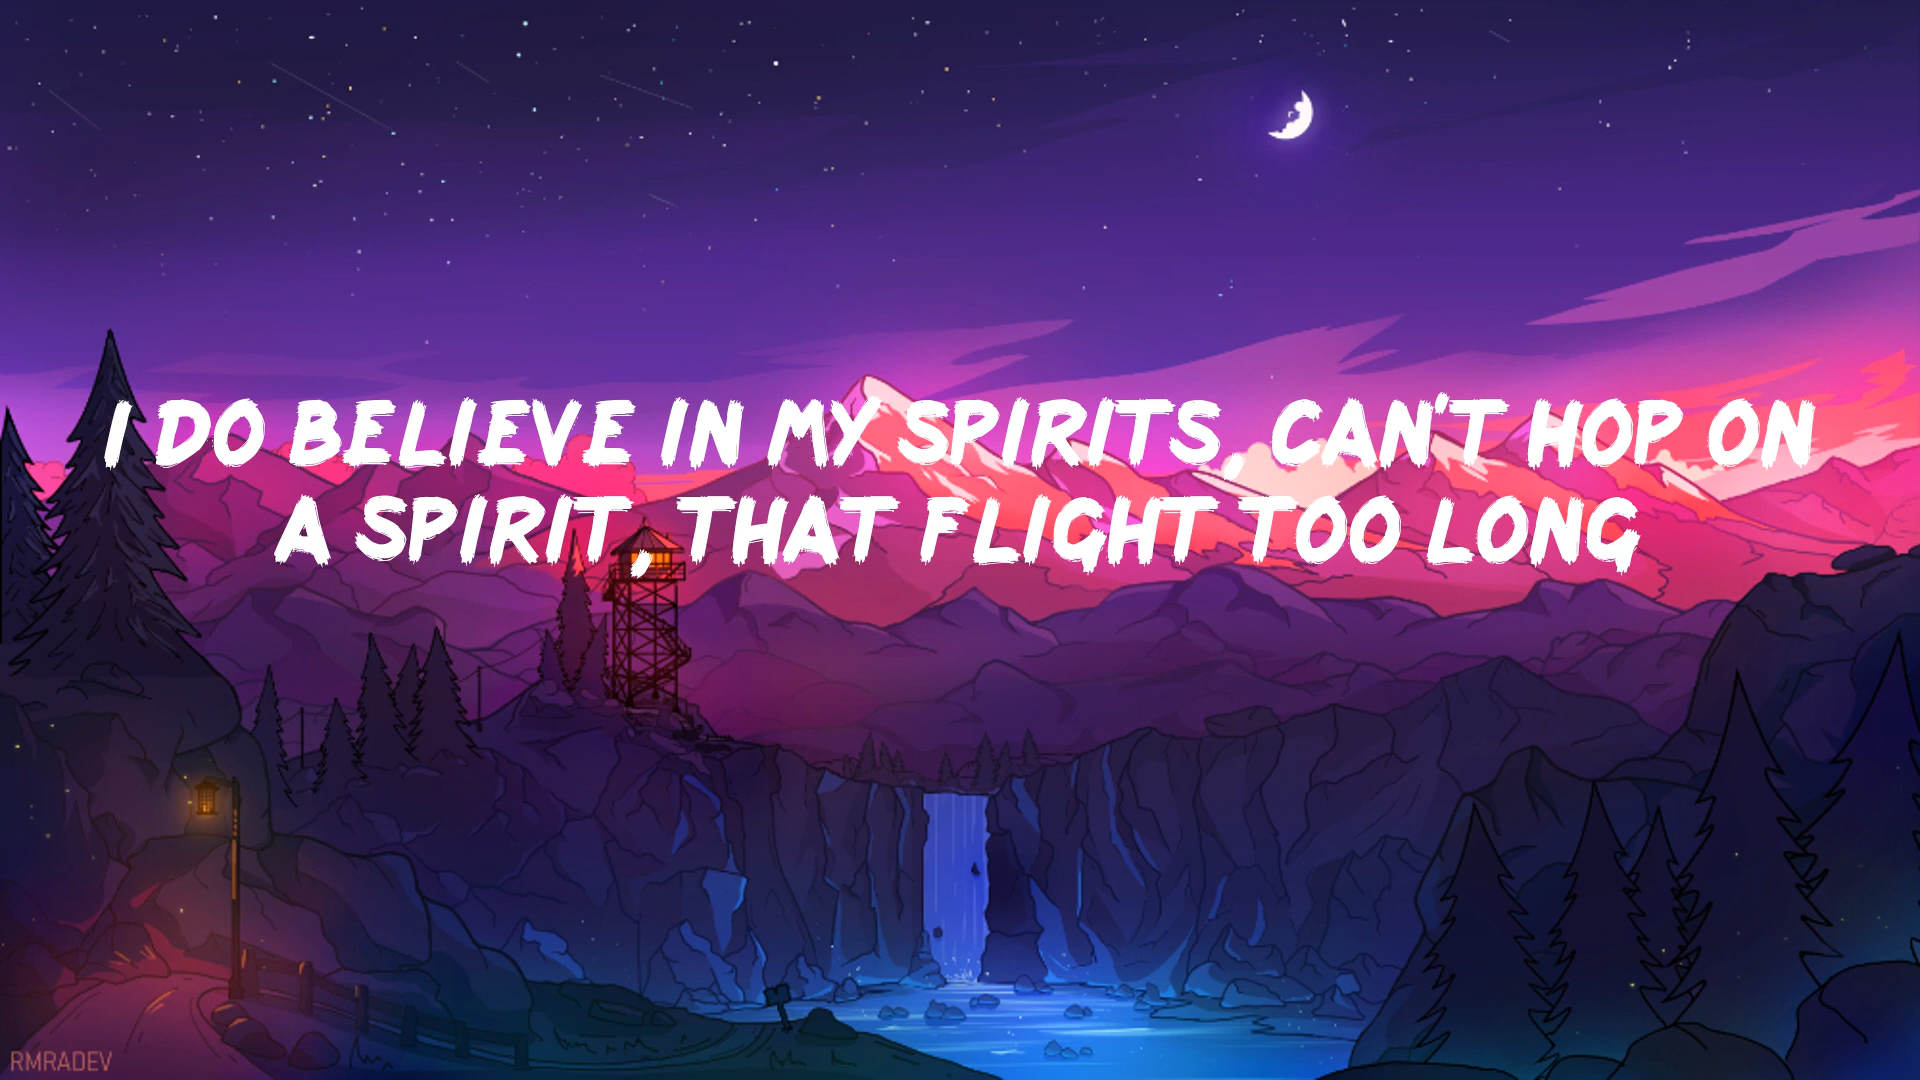 I DO BELIEVE IN MY SPIRITS, CAN'T HOP ON
A SPIRIT, THAT FLIGHT TOO LONG
RMRADEV